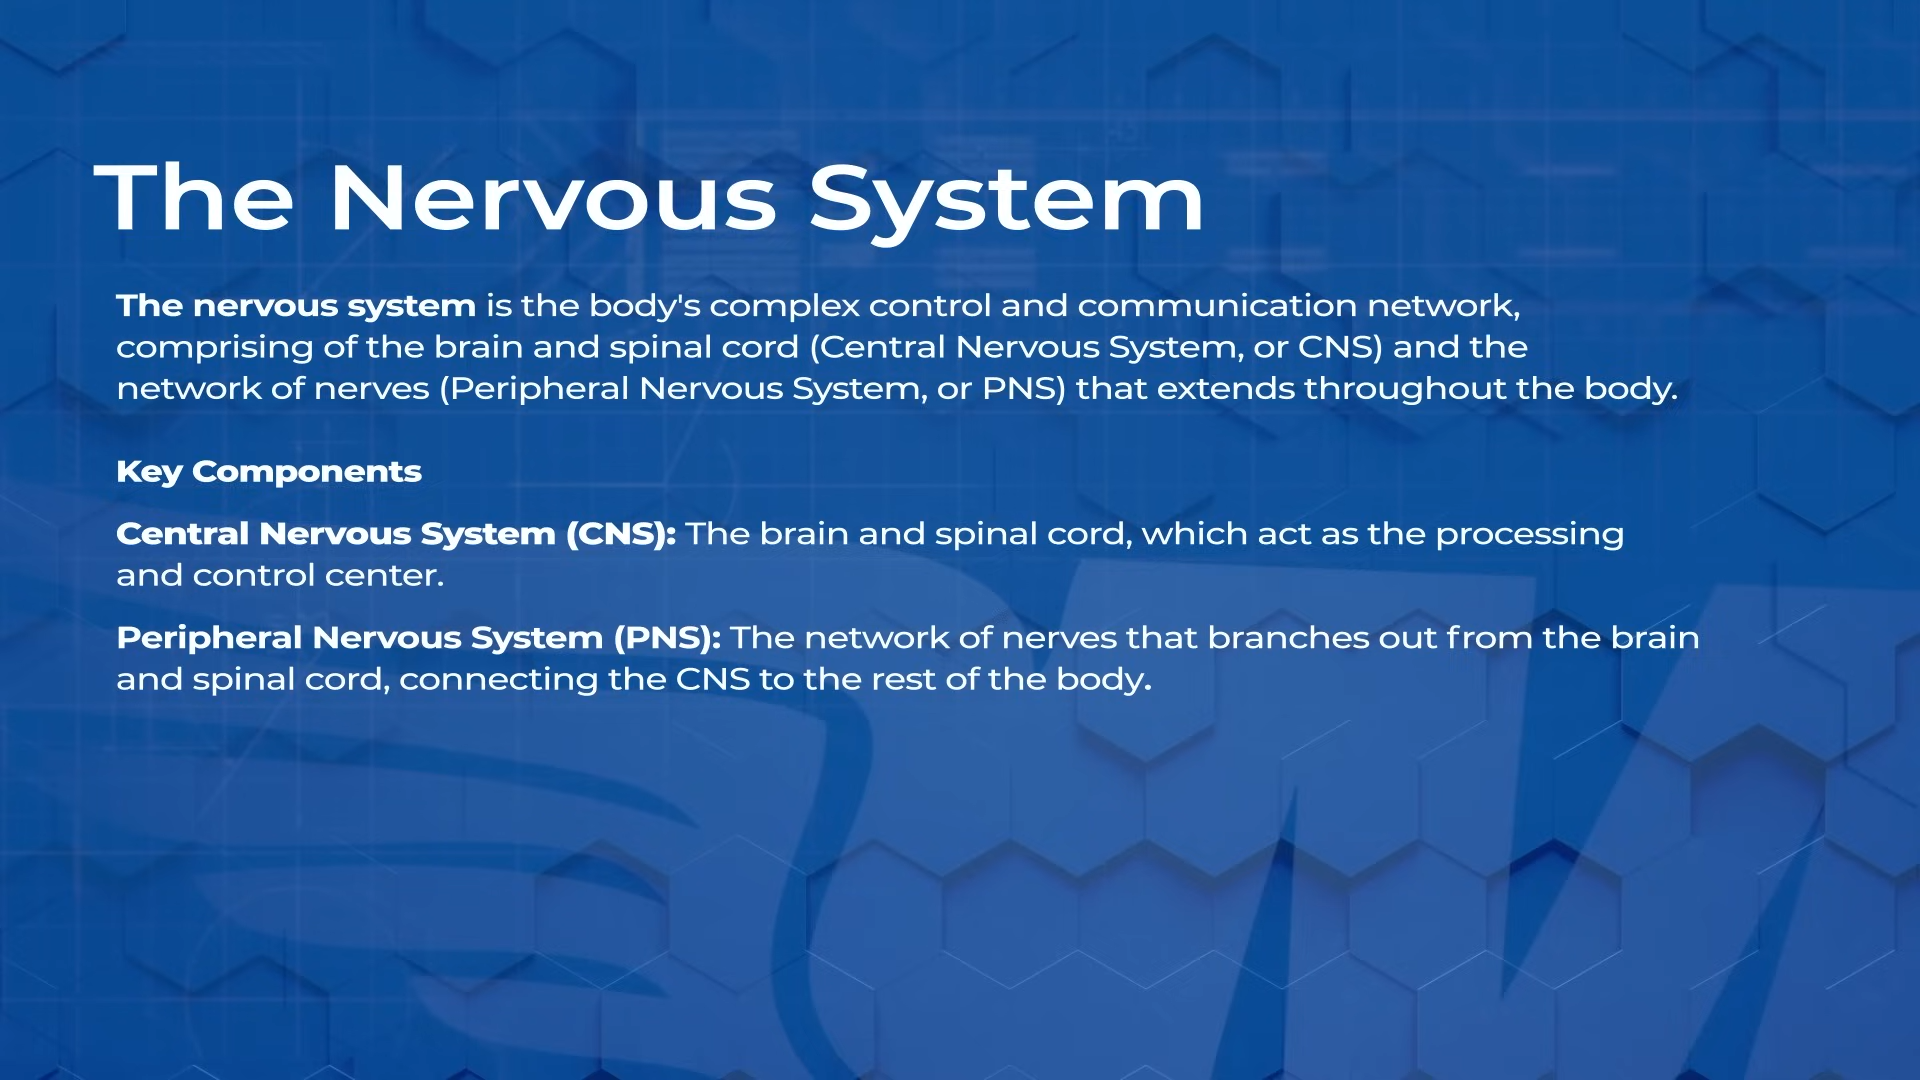 The Nervous System
The nervous system is the body's complex control and communication network,
comprising of the brain and spinal cord (Central Nervous System, or CNS) and the
network of nerves (Peripheral Nervous System, or PNS) that extends throughout the body.
Key Components
Central Nervous System (CNS): The brain and spinal cord, which act as the processing
and control center.
Peripheral Nervous System (PNS): The network of nerves that branches out from the brain
and spinal cord, connecting the CNS to the rest of the body.